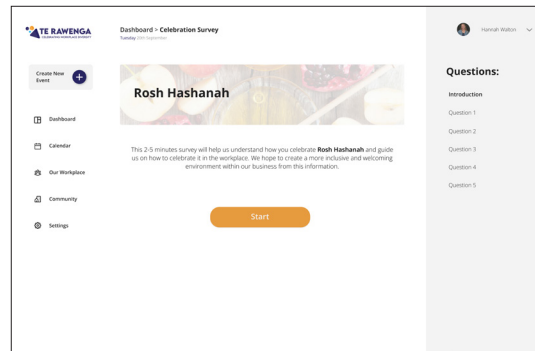 TE RAWENGA
CELEBRATING WORKPLACE DIVERSITY
Dashboard > Celebration Survey
Tuesday
Hannah Walton
Create New
Event
Dashboard
Calendar
Our Workplace
Community
Settings
Rosh Hashanah
This 2-5 minutes survey will help us understand how you celebrate Rosh Hashanah and guide
us on how to celebrate it in the workplace. We hope to create a more inclusive and welcoming
environment within our business from this information.
Start
Questions:
Introduction
Question 1
Question 2
Question 3
Question 4
Question 5